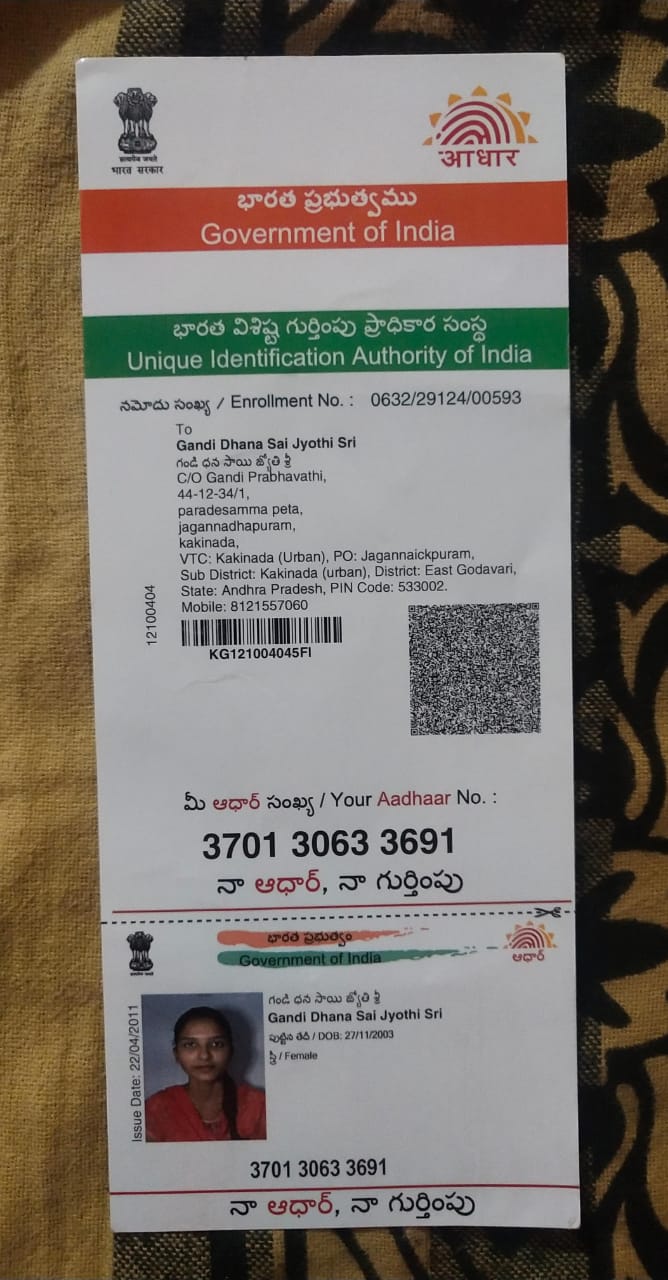 सत्यमेव जयते
भारत सरकार
आधार
భారత ప్రభుత్వము
Government of India
భారత విశిష్ట గుర్తింపు ప్రాధికార సంస్థ
Unique Identification Authority of India
నమోదు సంఖ్య / Enrollment No. : 0632/29124/00593
To
Gandi Dhana Sai Jyothi Sri
గండి ధన సాయి జ్యోతి శ్రీ
C/O Gandi Prabhavathi,
44-12-34/1,
paradesamma peta,
jagannadhapuram,
kakinada,
VTC: Kakinada (Urban), PO: Jagannaickpuram,
Sub District: Kakinada (urban), District: East Godavari,
State: Andhra Pradesh, PIN Code: 533002.
Mobile: 8121557060
12100404
KG121004045FI
మీ ఆధార్ సంఖ్య / Your Aadhaar No. :
3701 3063 3691
నా ఆధార్, నా గుర్తింపు
భారత ప్రభుత్వం
Government of India
ఆధార్
Issue Date: 22/04/2011
గండి ధన సాయి జ్యోతి శ్రీ
Gandi Dhana Sai Jyothi Sri
పుట్టిన తేదీ / DOB: 27/11/2003
స్త్రీ / Female
3701 3063 3691
నా ఆధార్, నా గుర్తింపు